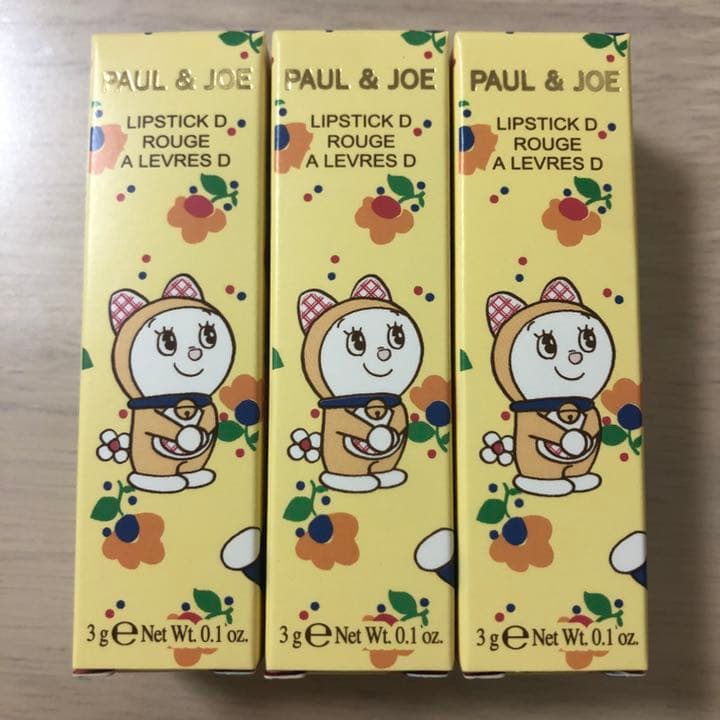 PAUL & JOE
LIPSTICK D
ROUGE
A LEVRES D
3 g e Net Wt. 0.1 oz.
PAUL & JOE
LIPSTICK D
ROUGE
A LEVRES D
3 g e Net Wt. 0.1 oz.
PAUL & JOE
LIPSTICK D
ROUGE
A LEVRES D
3 g e Net Wt. 0.1 oz.